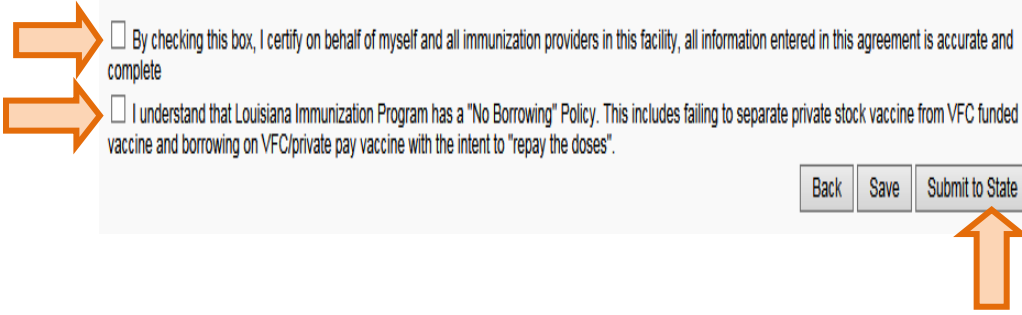 By checking this box, I certify on behalf of myself and all immunization providers in this facility, all information entered in this agreement is accurate and
complete
I understand that Louisiana Immunization Program has a "No Borrowing" Policy. This includes failing to separate private stock vaccine from VFC funded
vaccine and borrowing on VFC/private pay vaccine with the intent to "repay the doses".
Back Save Submit to State